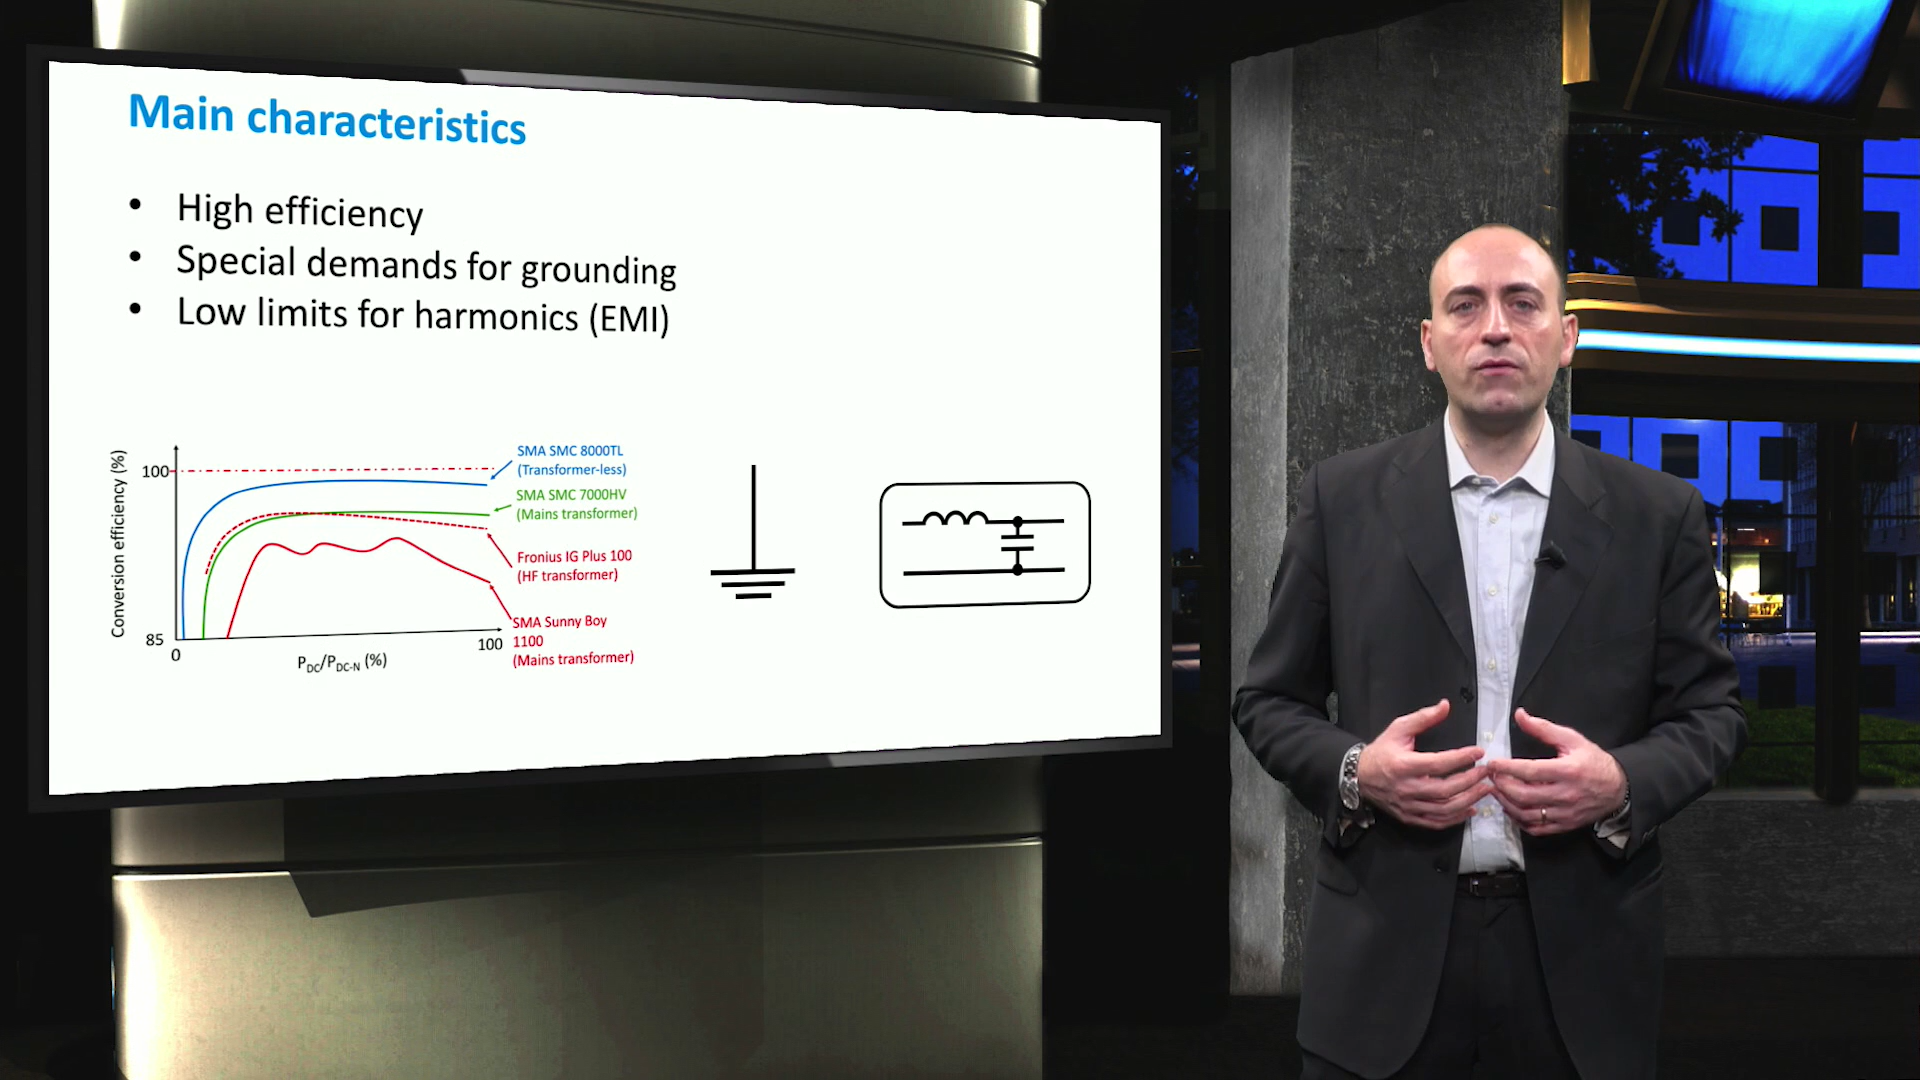 Main characteristics
• High efficiency
• Special demands for grounding
• Low limits for harmonics (EMI)
Conversion efficiency (%)
100
85
0
100
P_DC/P_DC-N (%)
SMA SMC 8000TL
(Transformer-less)
SMA SMC 7000HV
(Mains transformer)
Fronius IG Plus 100
(HF transformer)
SMA Sunny Boy
1100
(Mains transformer)